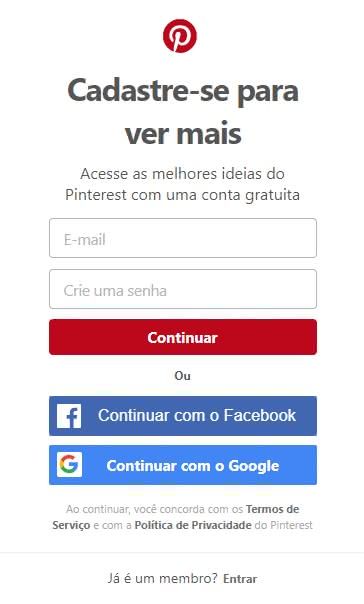 Cadastre-se para
ver mais
Acesse as melhores ideias do
Pinterest com uma conta gratuita
E-mail
Crie uma senha
Continuar
Ou
Continuar com o Facebook
Continuar com o Google
Ao continuar, você concorda com os Termos de
Serviço e com a Política de Privacidade do Pinterest
Já é um membro? Entrar